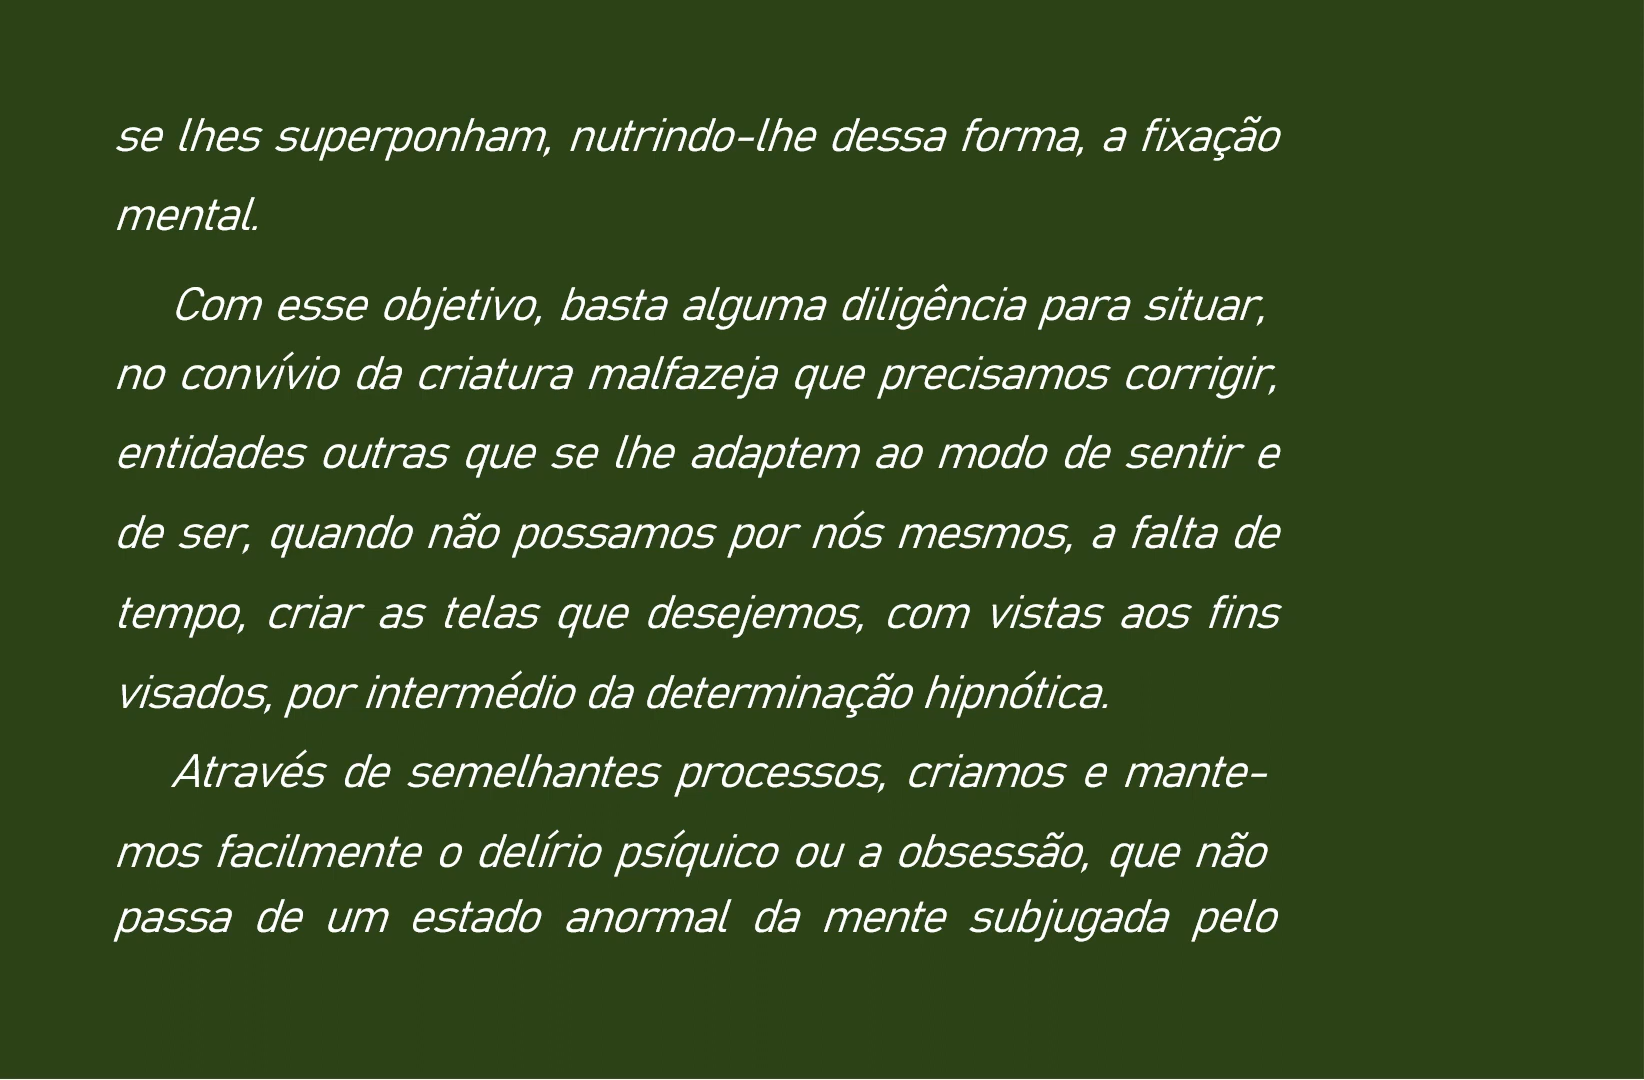 se lhes superponham, nutrindo-lhe dessa forma, a fixação
mental.
Com esse objetivo, basta alguma diligência para situar,
no convívio da criatura malfazeja que precisamos corrigir,
entidades outras que se lhe adaptem ao modo de sentir e
de ser, quando não possamos por nós mesmos, a falta de
tempo, criar as telas que desejemos, com vistas aos fins
visados, por intermédio da determinação hipnótica.
Através de semelhantes processos, criamos e mante-
mos facilmente o delírio psíquico ou a obsessão, que não
passa de um estado anormal da mente subjugada pelo